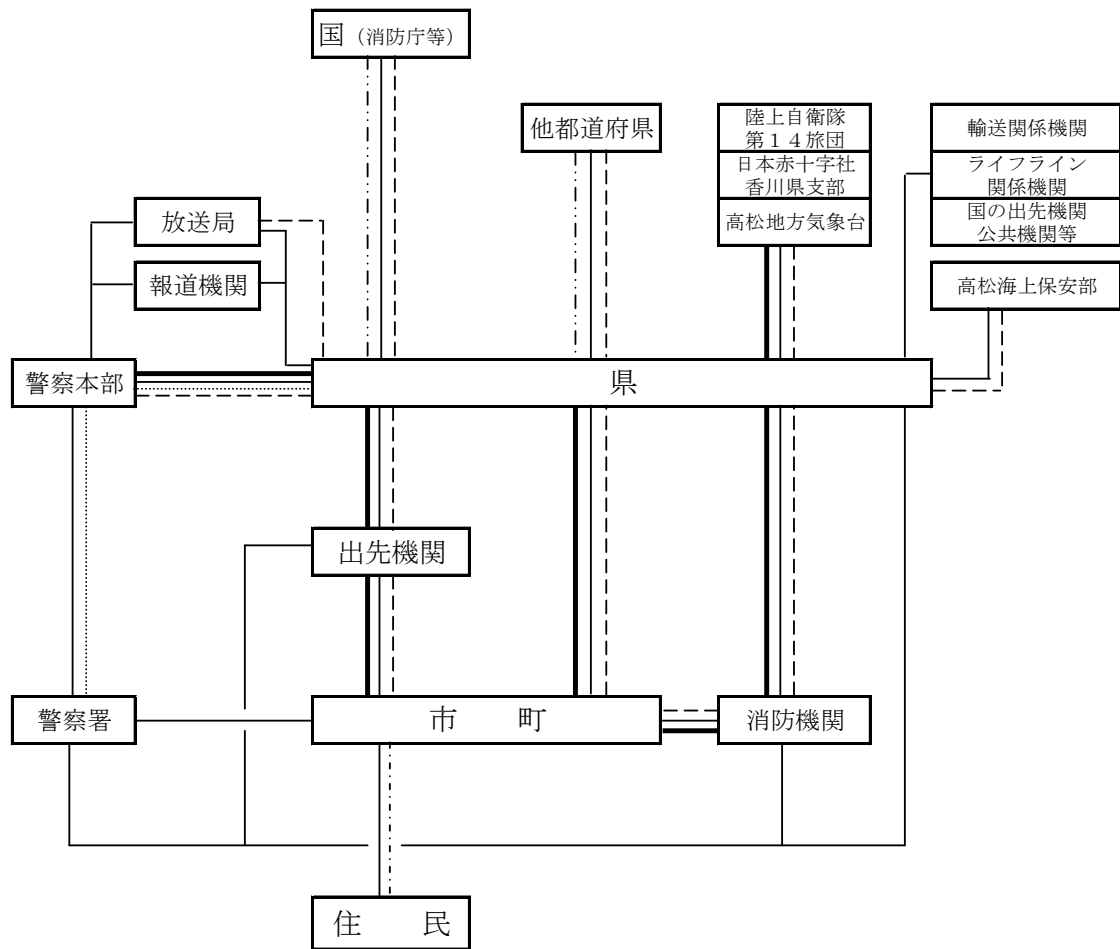 国（消防庁等）
他都道府県
陸上自衛隊
第１４旅団
日本赤十字社
香川県支部
高松地方気象台
輸送関係機関
ライフライン
関係機関
国の出先機関
公共機関等
放送局
報道機関
高松海上保安部
警察本部
県
出先機関
警察署
市　　町
消防機関
住　　民